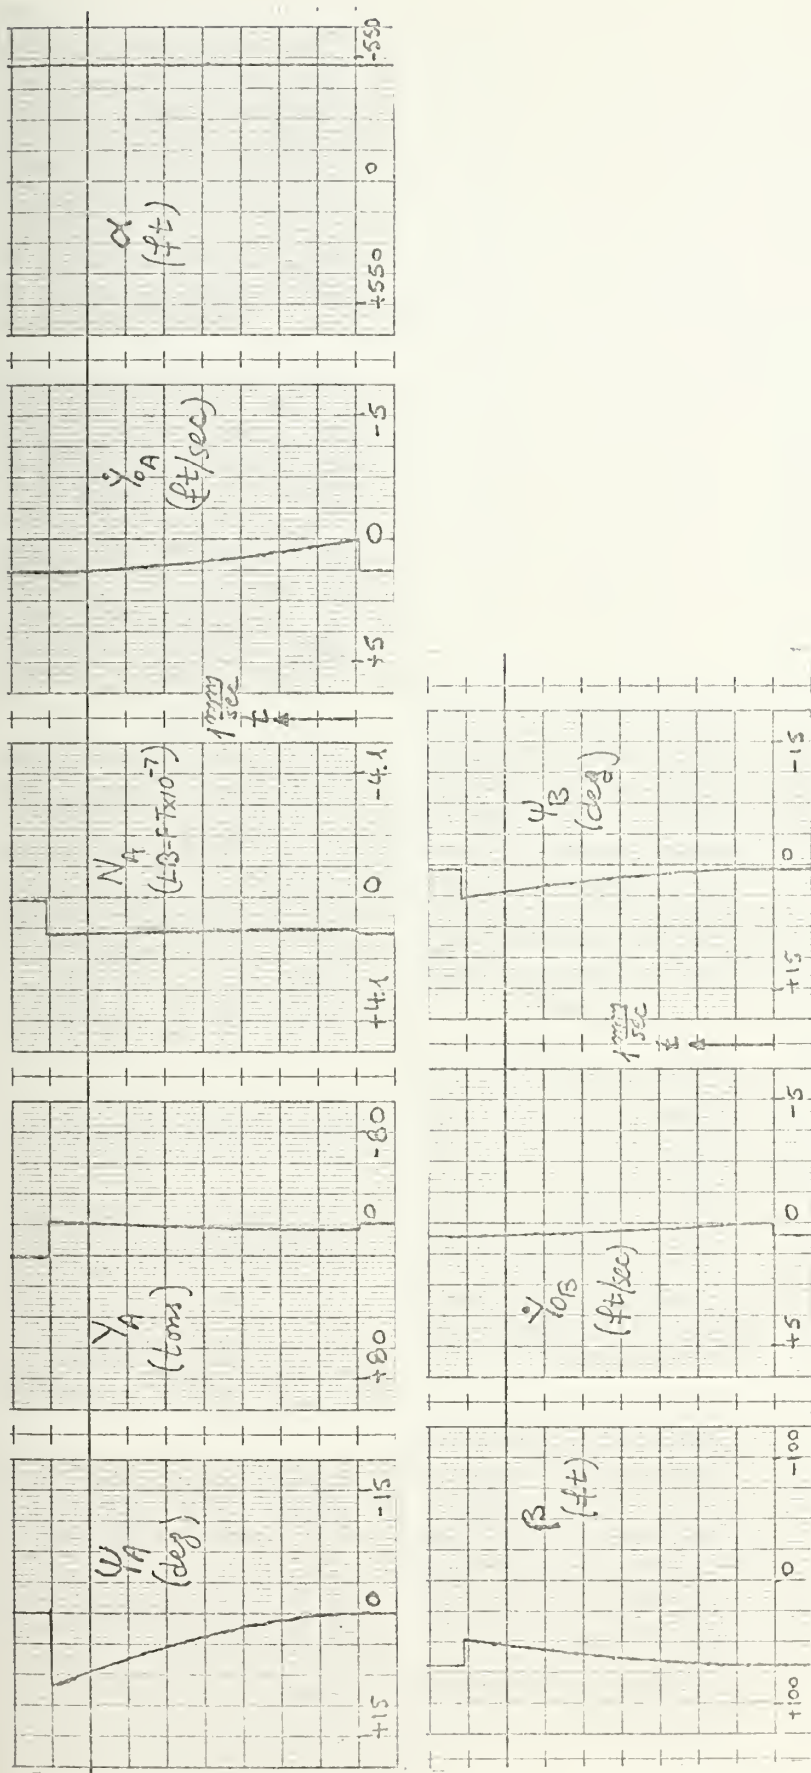 ψA
(deg)
+15
0
-15
YA
(tons)
+80
0
-80
NA
(LB-FT×10⁻⁷)
+4.1
0
-4.1
1 mm
sec
t
Ẏ0A
(ft/sec)
+5
0
-5
α
(ft)
+550
0
-550
β
(ft)
+100
0
-100
Ẏ0B
(ft/sec)
+5
0
-5
1 mm
sec
t
ψB
(deg)
+15
0
-15